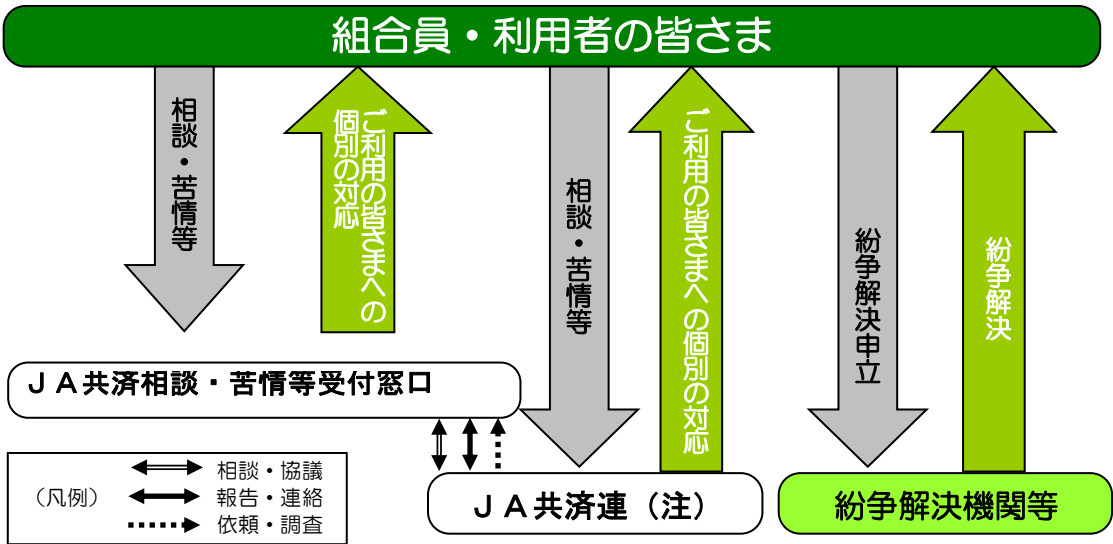 組合員・利用者の皆さま
相談・苦情等
ご利用の皆さまへの
個別の対応
相談・苦情等
ご利用の皆さまへの個別の対応
紛争解決申立
紛争解決
ＪＡ共済相談・苦情等受付窓口
（凡例）
相談・協議
報告・連絡
依頼・調査
ＪＡ共済連（注）
紛争解決機関等